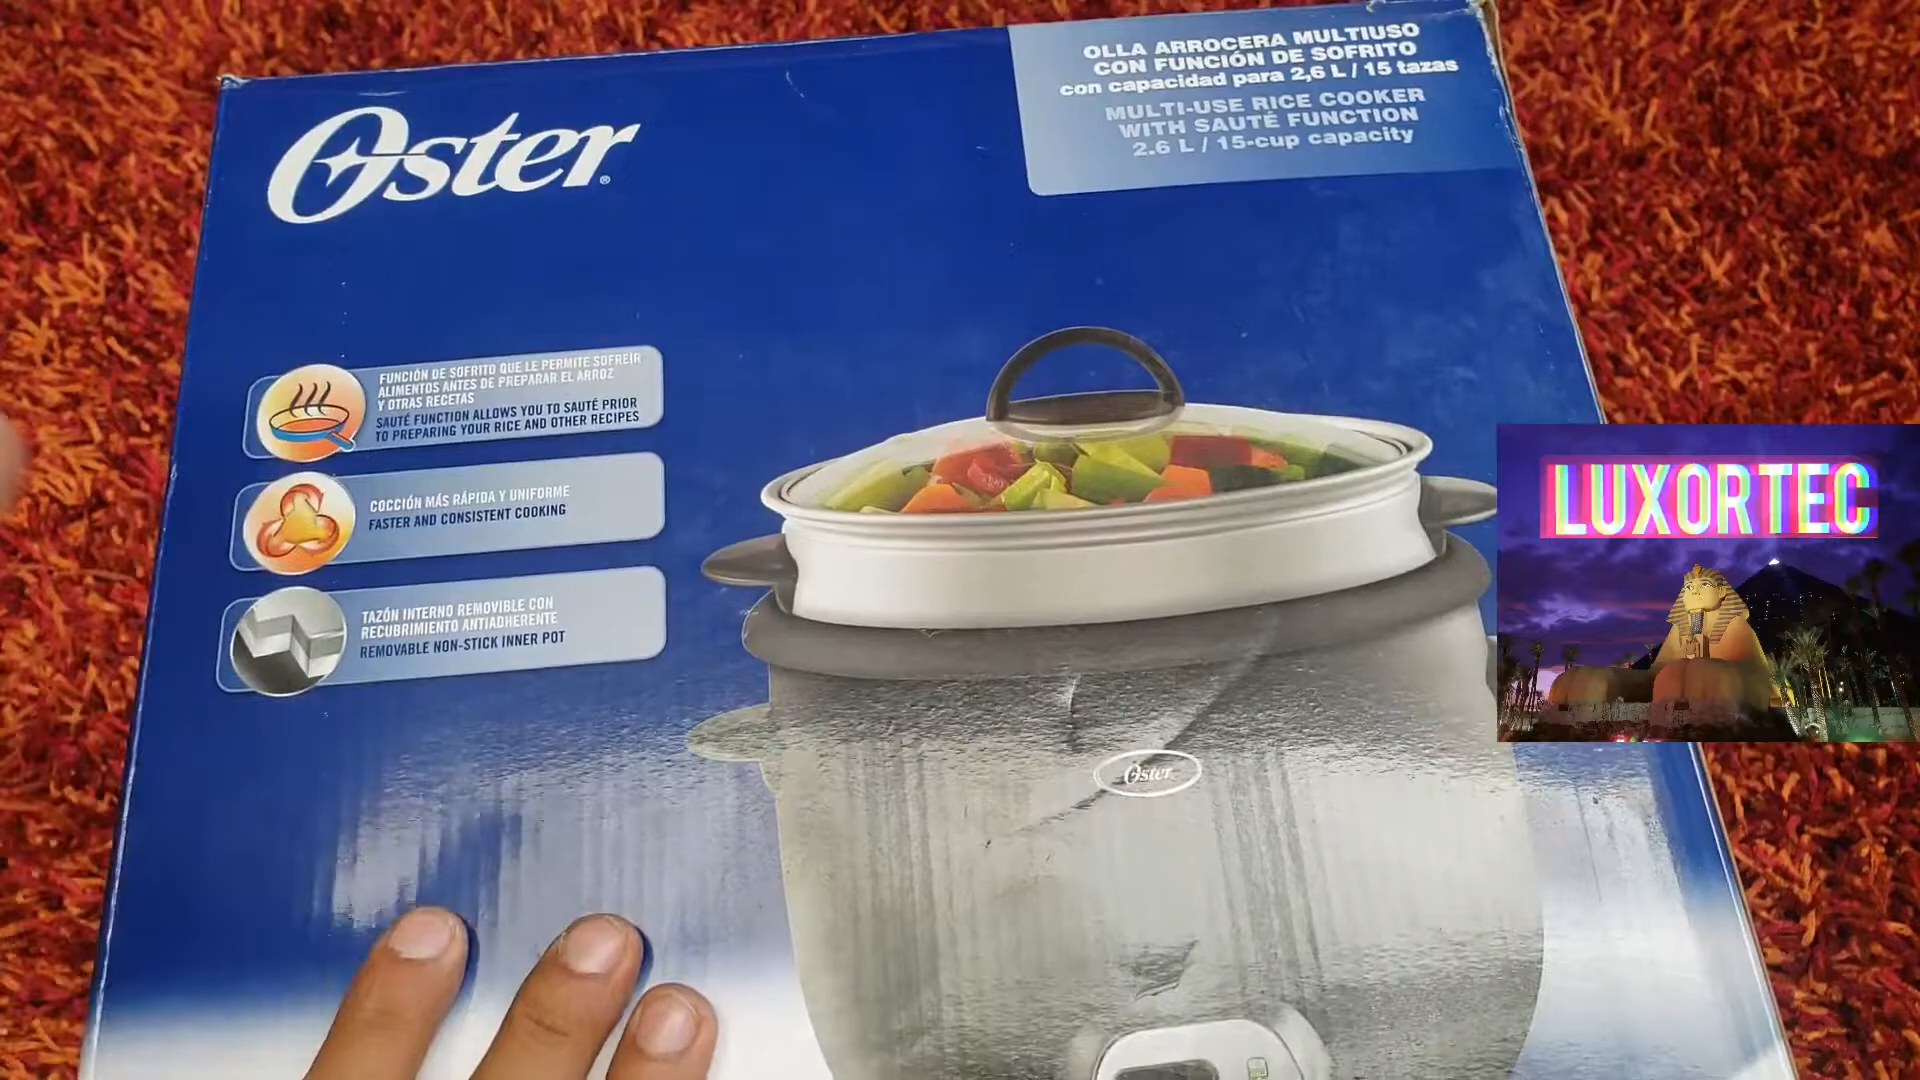 Oster®
OLLA ARROCERA MULTIUSO
CON FUNCIÓN DE SOFRITO
con capacidad para 2,6 L / 15 tazas
MULTI-USE RICE COOKER
WITH SAUTÉ FUNCTION
2.6 L / 15-cup capacity
FUNCIÓN DE SOFRITO QUE LE PERMITE SOFREÍR
ALIMENTOS ANTES DE PREPARAR EL ARROZ
Y OTRAS RECETAS
SAUTÉ FUNCTION ALLOWS YOU TO SAUTÉ PRIOR
TO PREPARING YOUR RICE AND OTHER RECIPES
COCCIÓN MÁS RÁPIDA Y UNIFORME
FASTER AND CONSISTENT COOKING
TAZÓN INTERNO REMOVIBLE CON
RECUBRIMIENTO ANTIADHERENTE
REMOVABLE NON-STICK INNER POT
Oster
LUXORTEC